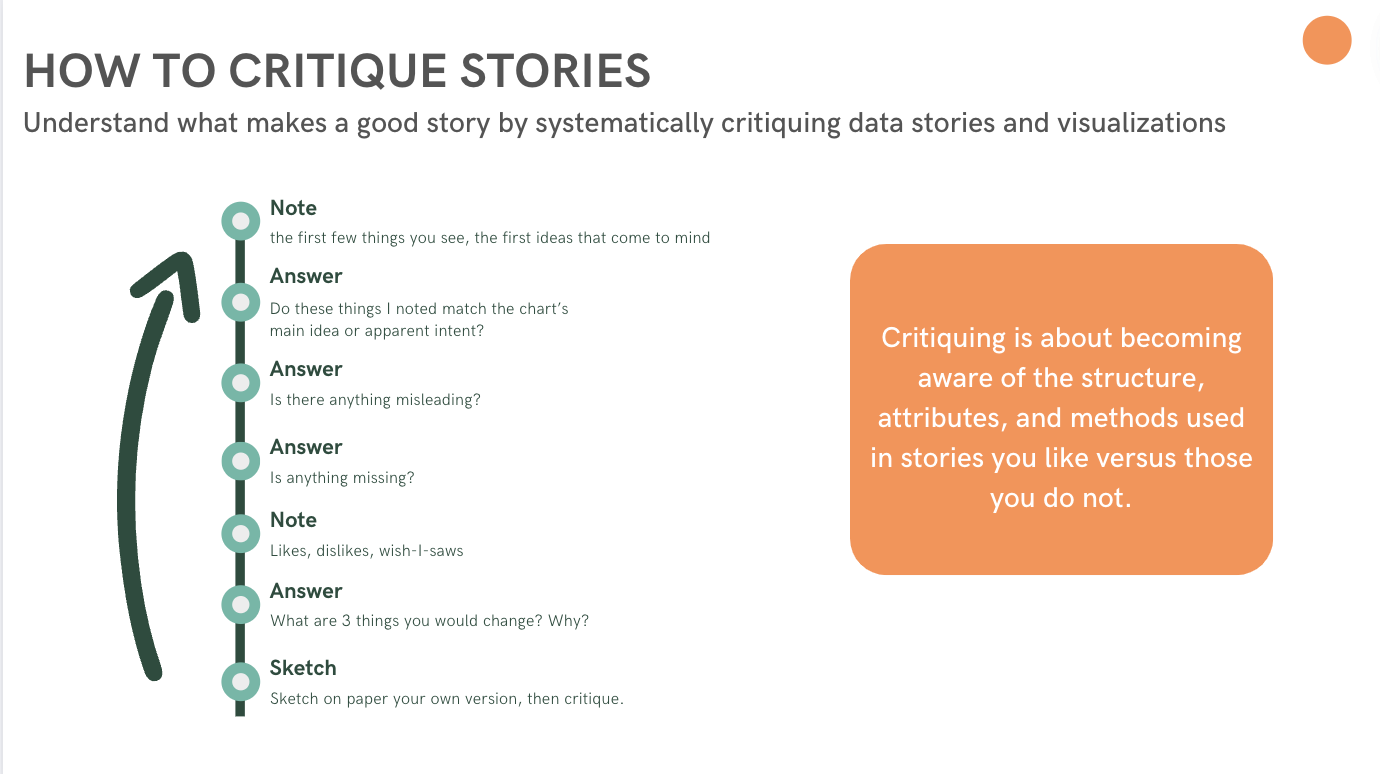 HOW TO CRITIQUE STORIES
Understand what makes a good story by systematically critiquing data stories and visualizations
Note
the first few things you see, the first ideas that come to mind
Answer
Do these things I noted match the chart’s
main idea or apparent intent?
Answer
Is there anything misleading?
Answer
Is anything missing?
Note
Likes, dislikes, wish-I-saws
Answer
What are 3 things you would change? Why?
Sketch
Sketch on paper your own version, then critique.
Critiquing is about becoming
aware of the structure,
attributes, and methods used
in stories you like versus those
you do not.